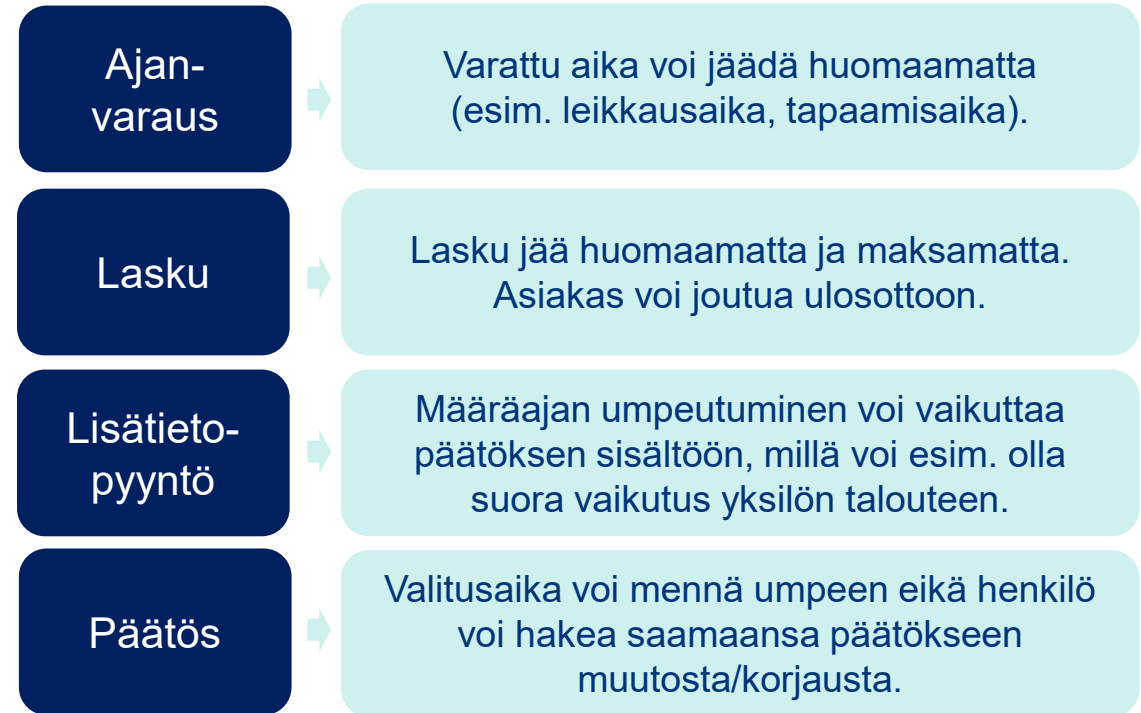 Ajan-
varaus
Varattu aika voi jäädä huomaamatta
(esim. leikkausaika, tapaamisaika).
Lasku
Lasku jää huomaamatta ja maksamatta.
Asiakas voi joutua ulosottoon.
Lisätieto-
pyyntö
Määräajan umpeutuminen voi vaikuttaa
päätöksen sisältöön, millä voi esim. olla
suora vaikutus yksilön talouteen.
Päätös
Valitusaika voi mennä umpeen eikä henkilö
voi hakea saamaansa päätökseen
muutosta/korjausta.